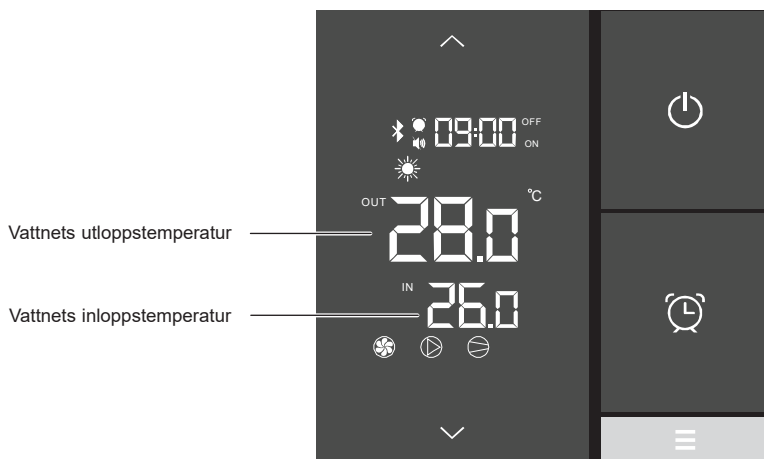 09:00 OFF
ON
OUT 28.0 °C
Vattnets utloppstemperatur
IN 26.0
Vattnets inloppstemperatur